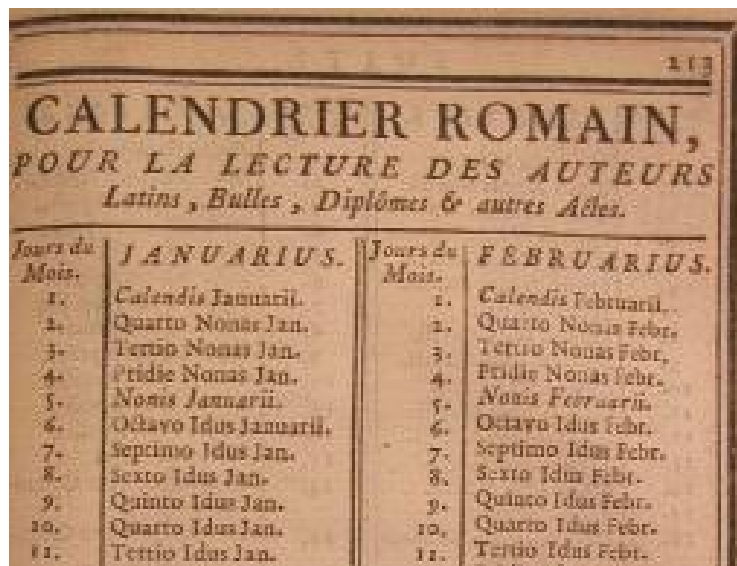 213
CALENDRIER ROMAIN,
POUR LA LECTURE DES AUTEURS
Latins, Bulles, Diplômes & autres Actes.
Jours du Mois. IANUARIUS. Jours du Mois. FEBRUARIUS.
1. Calendis Januarii. 1. Calendis Februarii.
2. Quarto Nonas Jan. 2. Quarto Nonas Febr.
3. Tertio Nonas Jan. 3. Tertio Nonas Febr.
4. Pridie Nonas Jan. 4. Pridie Nonas Febr.
5. Nonis Januarii. 5. Nonis Februarii.
6. Octavo Idus Januarii. 6. Octavo Idus Febr.
7. Septimo Idus Jan. 7. Septimo Idus Febr.
8. Sexto Idus Jan. 8. Sexto Idus Febr.
9. Quinto Idus Jan. 9. Quinto Idus Febr.
10. Quarto Idus Jan. 10. Quarto Idus Febr.
11. Tertio Idus Jan. 11. Tertio Idus Febr.